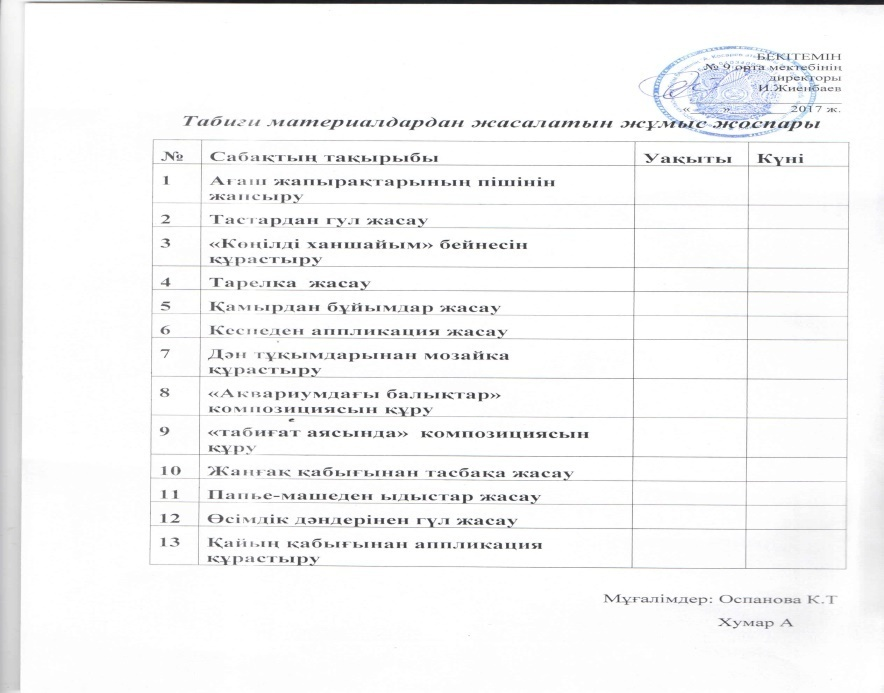 БЕКІТЕМІН
№ 9 орта мектебінің
директоры
И.Жиенбаев
«____»________ 2017 ж.
Табиғи материалдардан жасалатын жұмыс жоспары
№ Сабақтың тақырыбы Уақыты Күні
1 Ағаш жапырақтарының пішінін
жапсыру
2 Тастардан гул жасау
3 «Көңілді ханшайым» бейнесін
құрастыру
4 Тарелка жасау
5 Қамырдан бұйымдар жасау
6 Кеспеден аппликация жасау
7 Дән тұқымдарынан мозайка
құрастыру
8 «Аквариумдағы балықтар»
композициясын құру
9 «табиғат аясында» композициясын
құру
10 Жаңғақ қабығынан тасбақа жасау
11 Папье-машеден ыдыстар жасау
12 Өсімдік дәндерінен гүл жасау
13 Қайың қабығынан аппликация
құрастыру
Мұғалімдер: Оспанова К.Т
Хумар А